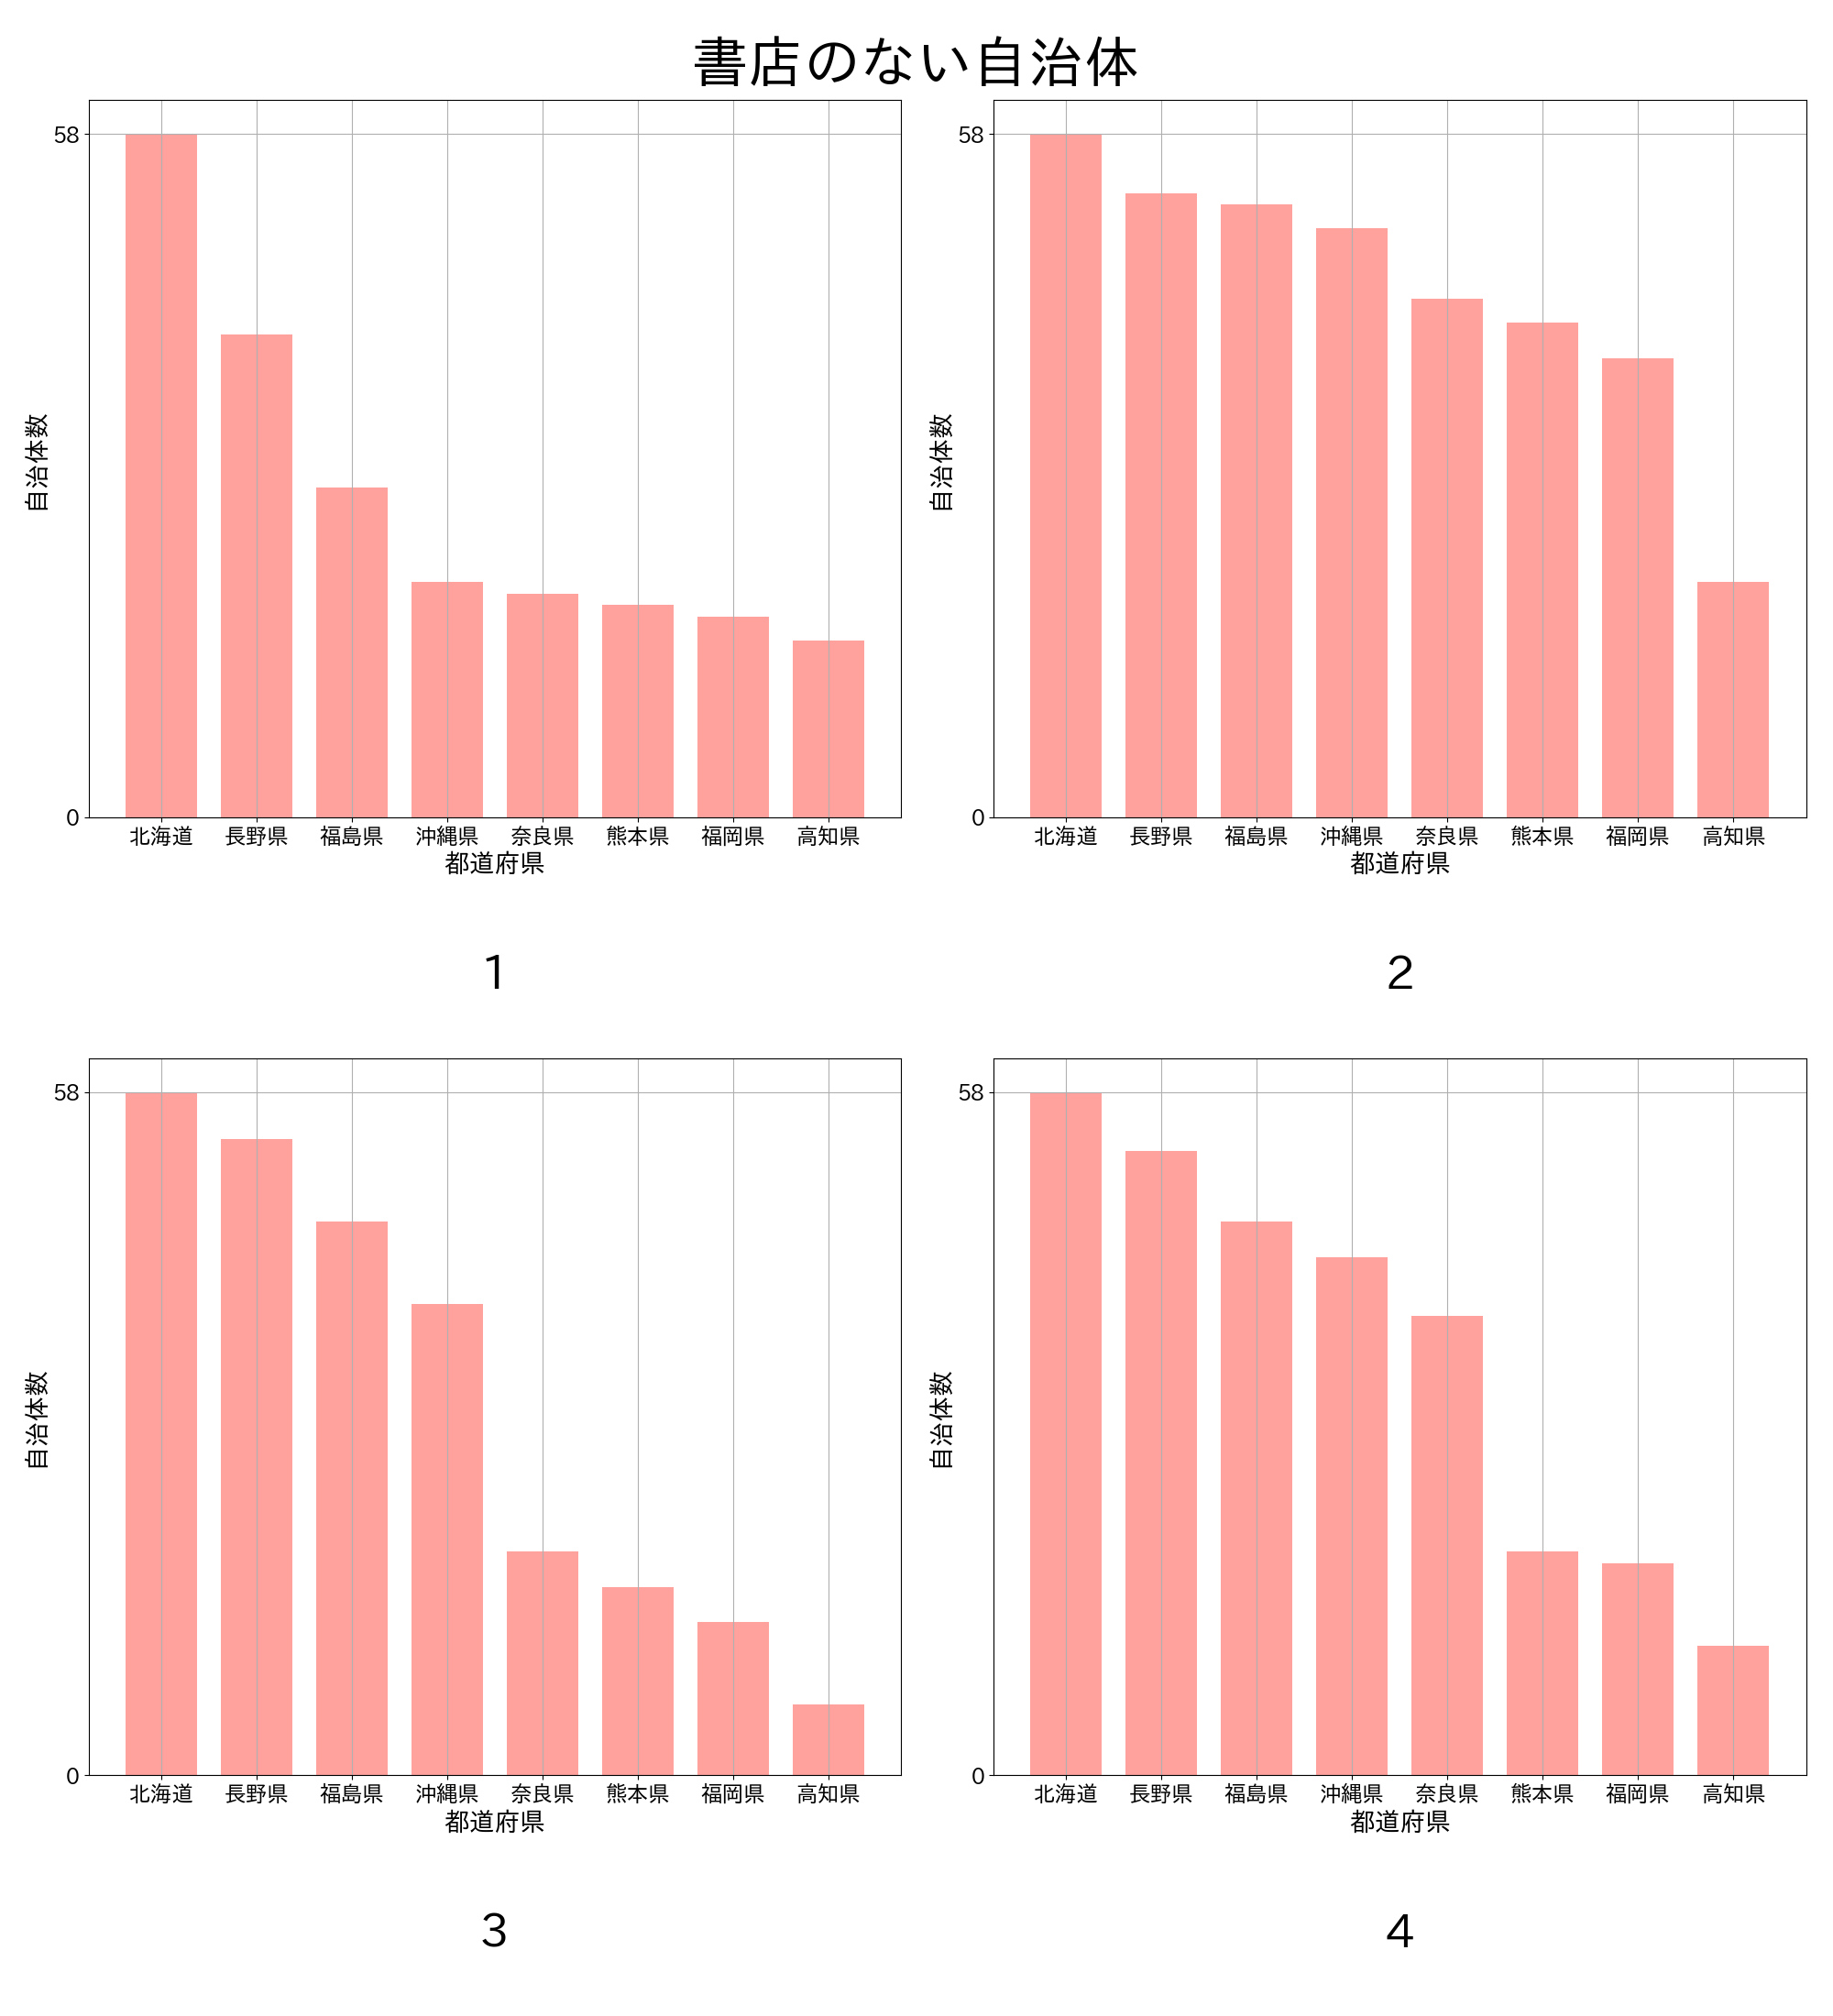 書店のない自治体
58
0
自治体数
北海道 長野県 福島県 沖縄県 奈良県 熊本県 福岡県 高知県
都道府県
1
58
0
自治体数
北海道 長野県 福島県 沖縄県 奈良県 熊本県 福岡県 高知県
都道府県
2
58
0
自治体数
北海道 長野県 福島県 沖縄県 奈良県 熊本県 福岡県 高知県
都道府県
3
58
0
自治体数
北海道 長野県 福島県 沖縄県 奈良県 熊本県 福岡県 高知県
都道府県
4